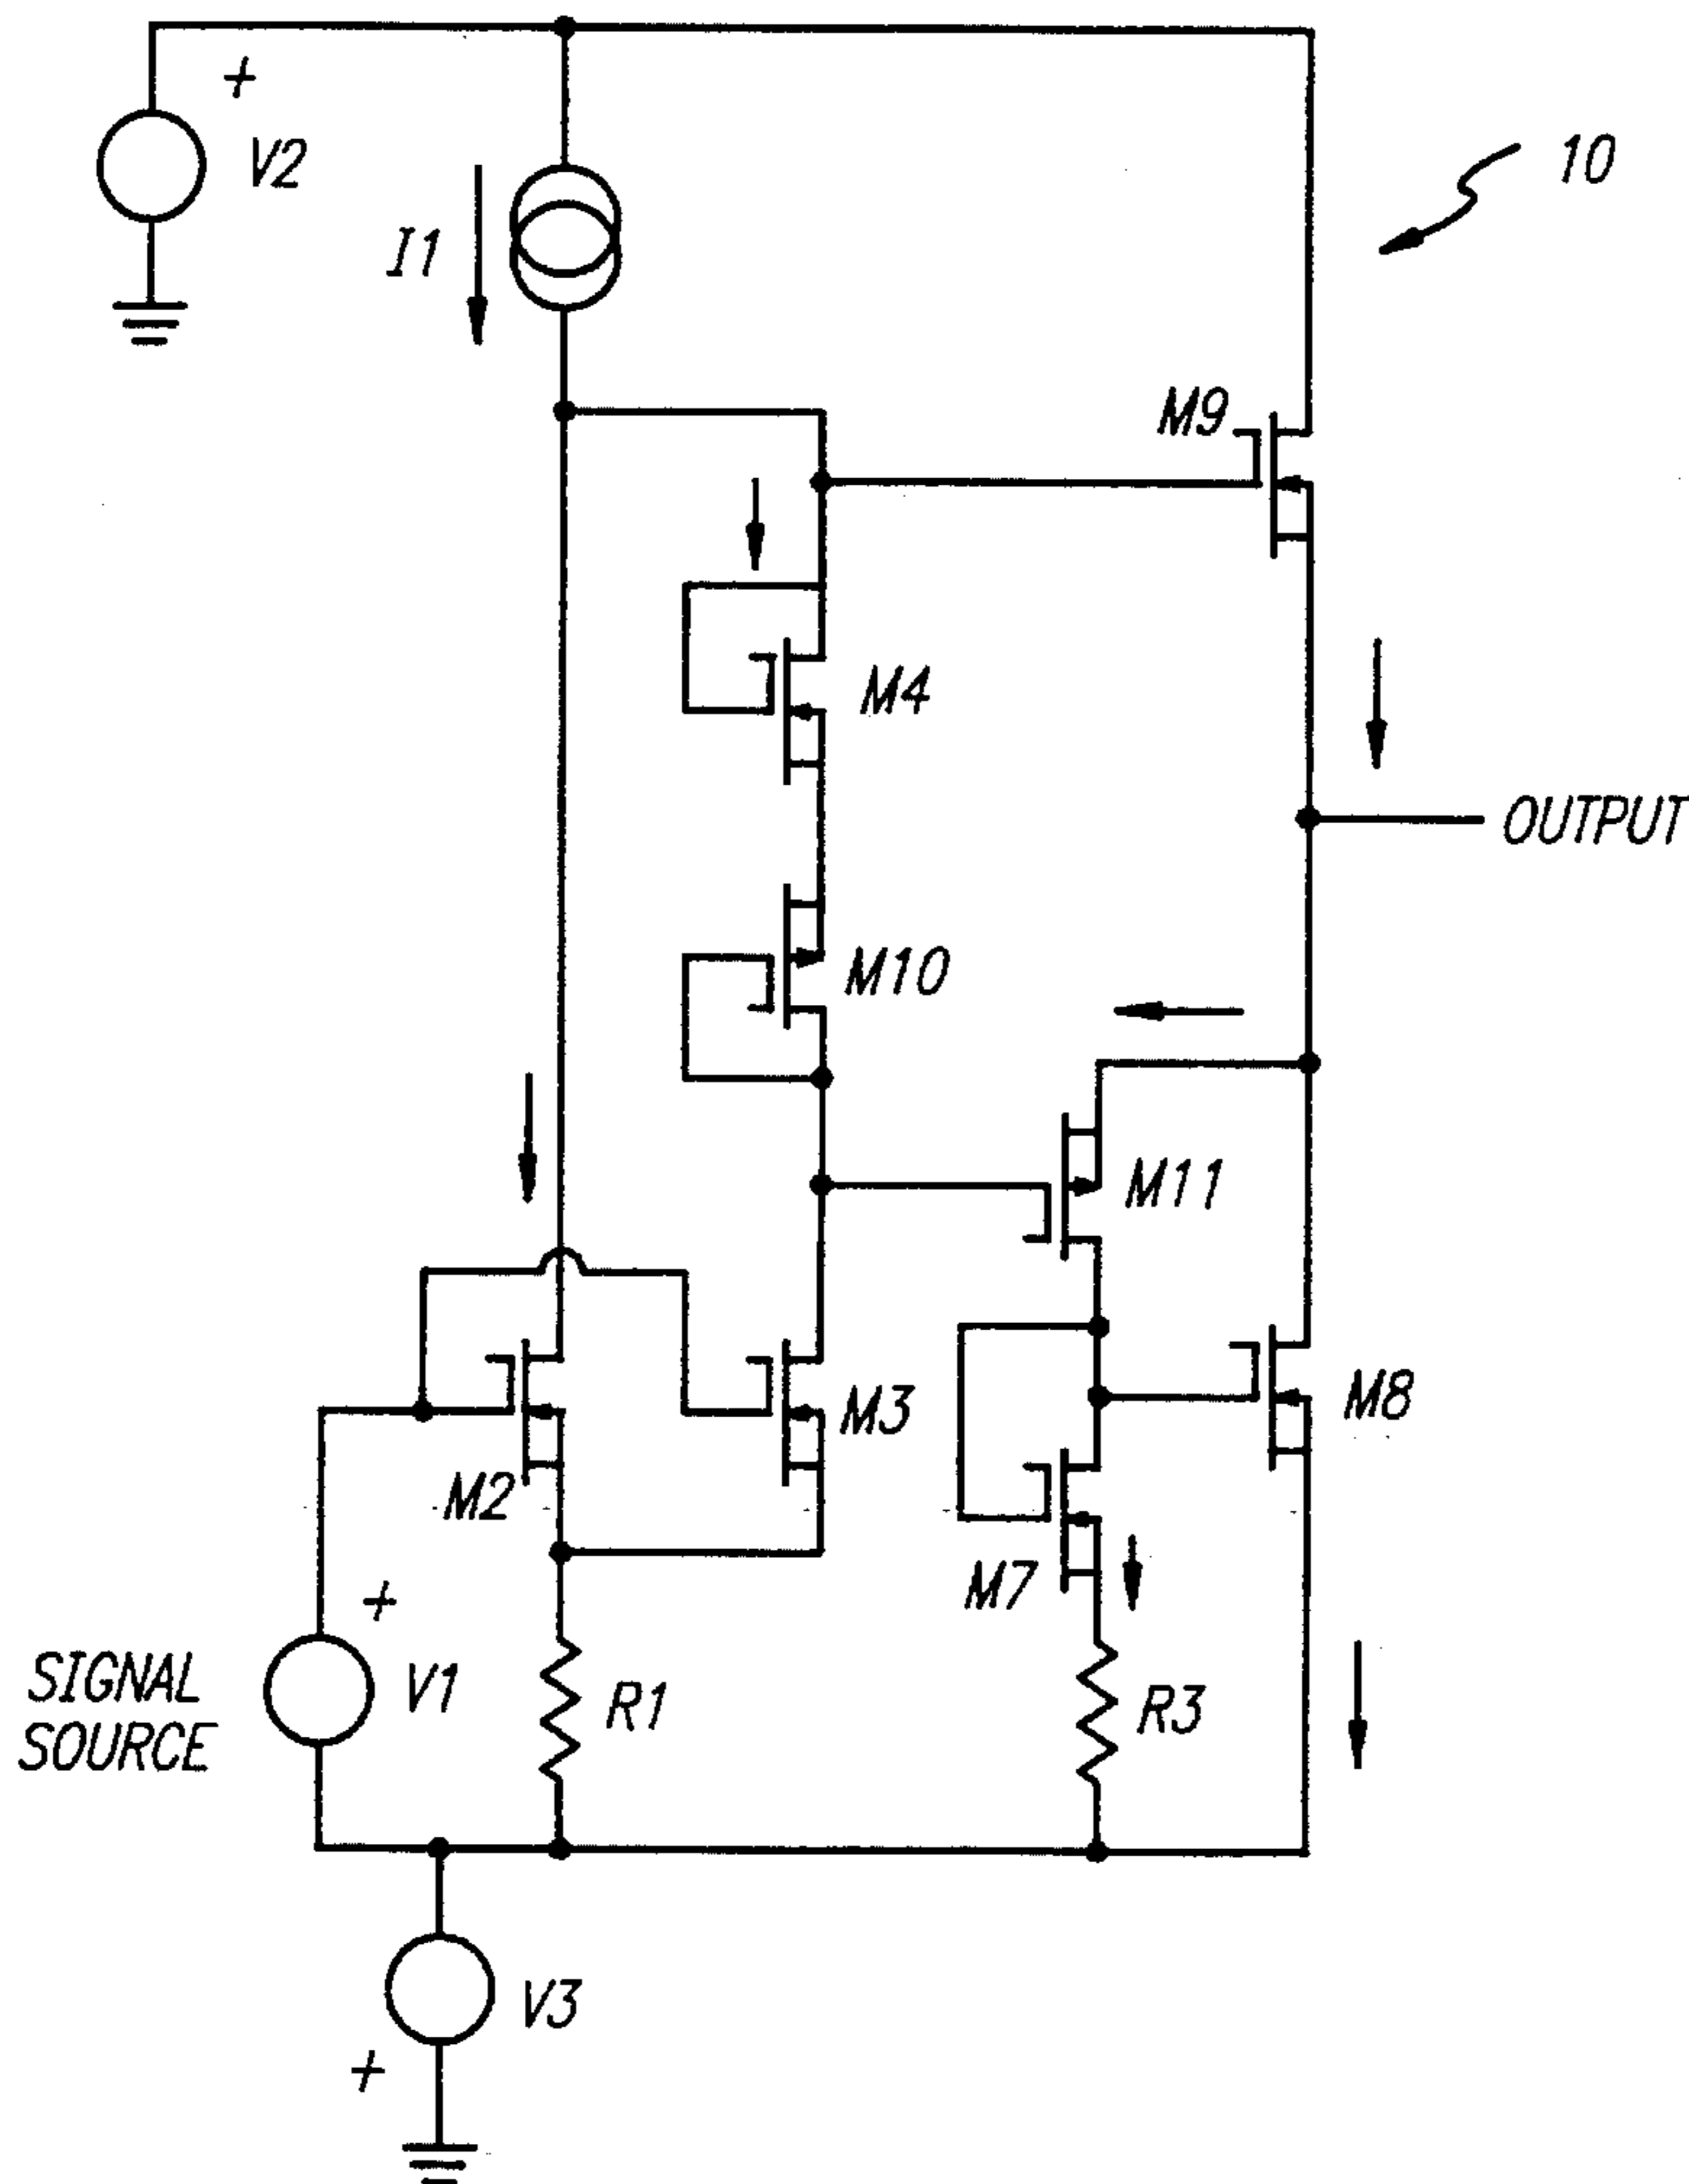 +
V2
I1
10
M9
M4
OUTPUT
M10
M11
M3
M8
M2
M7
+
SIGNAL
SOURCE
V1
R1
R3
V3
+